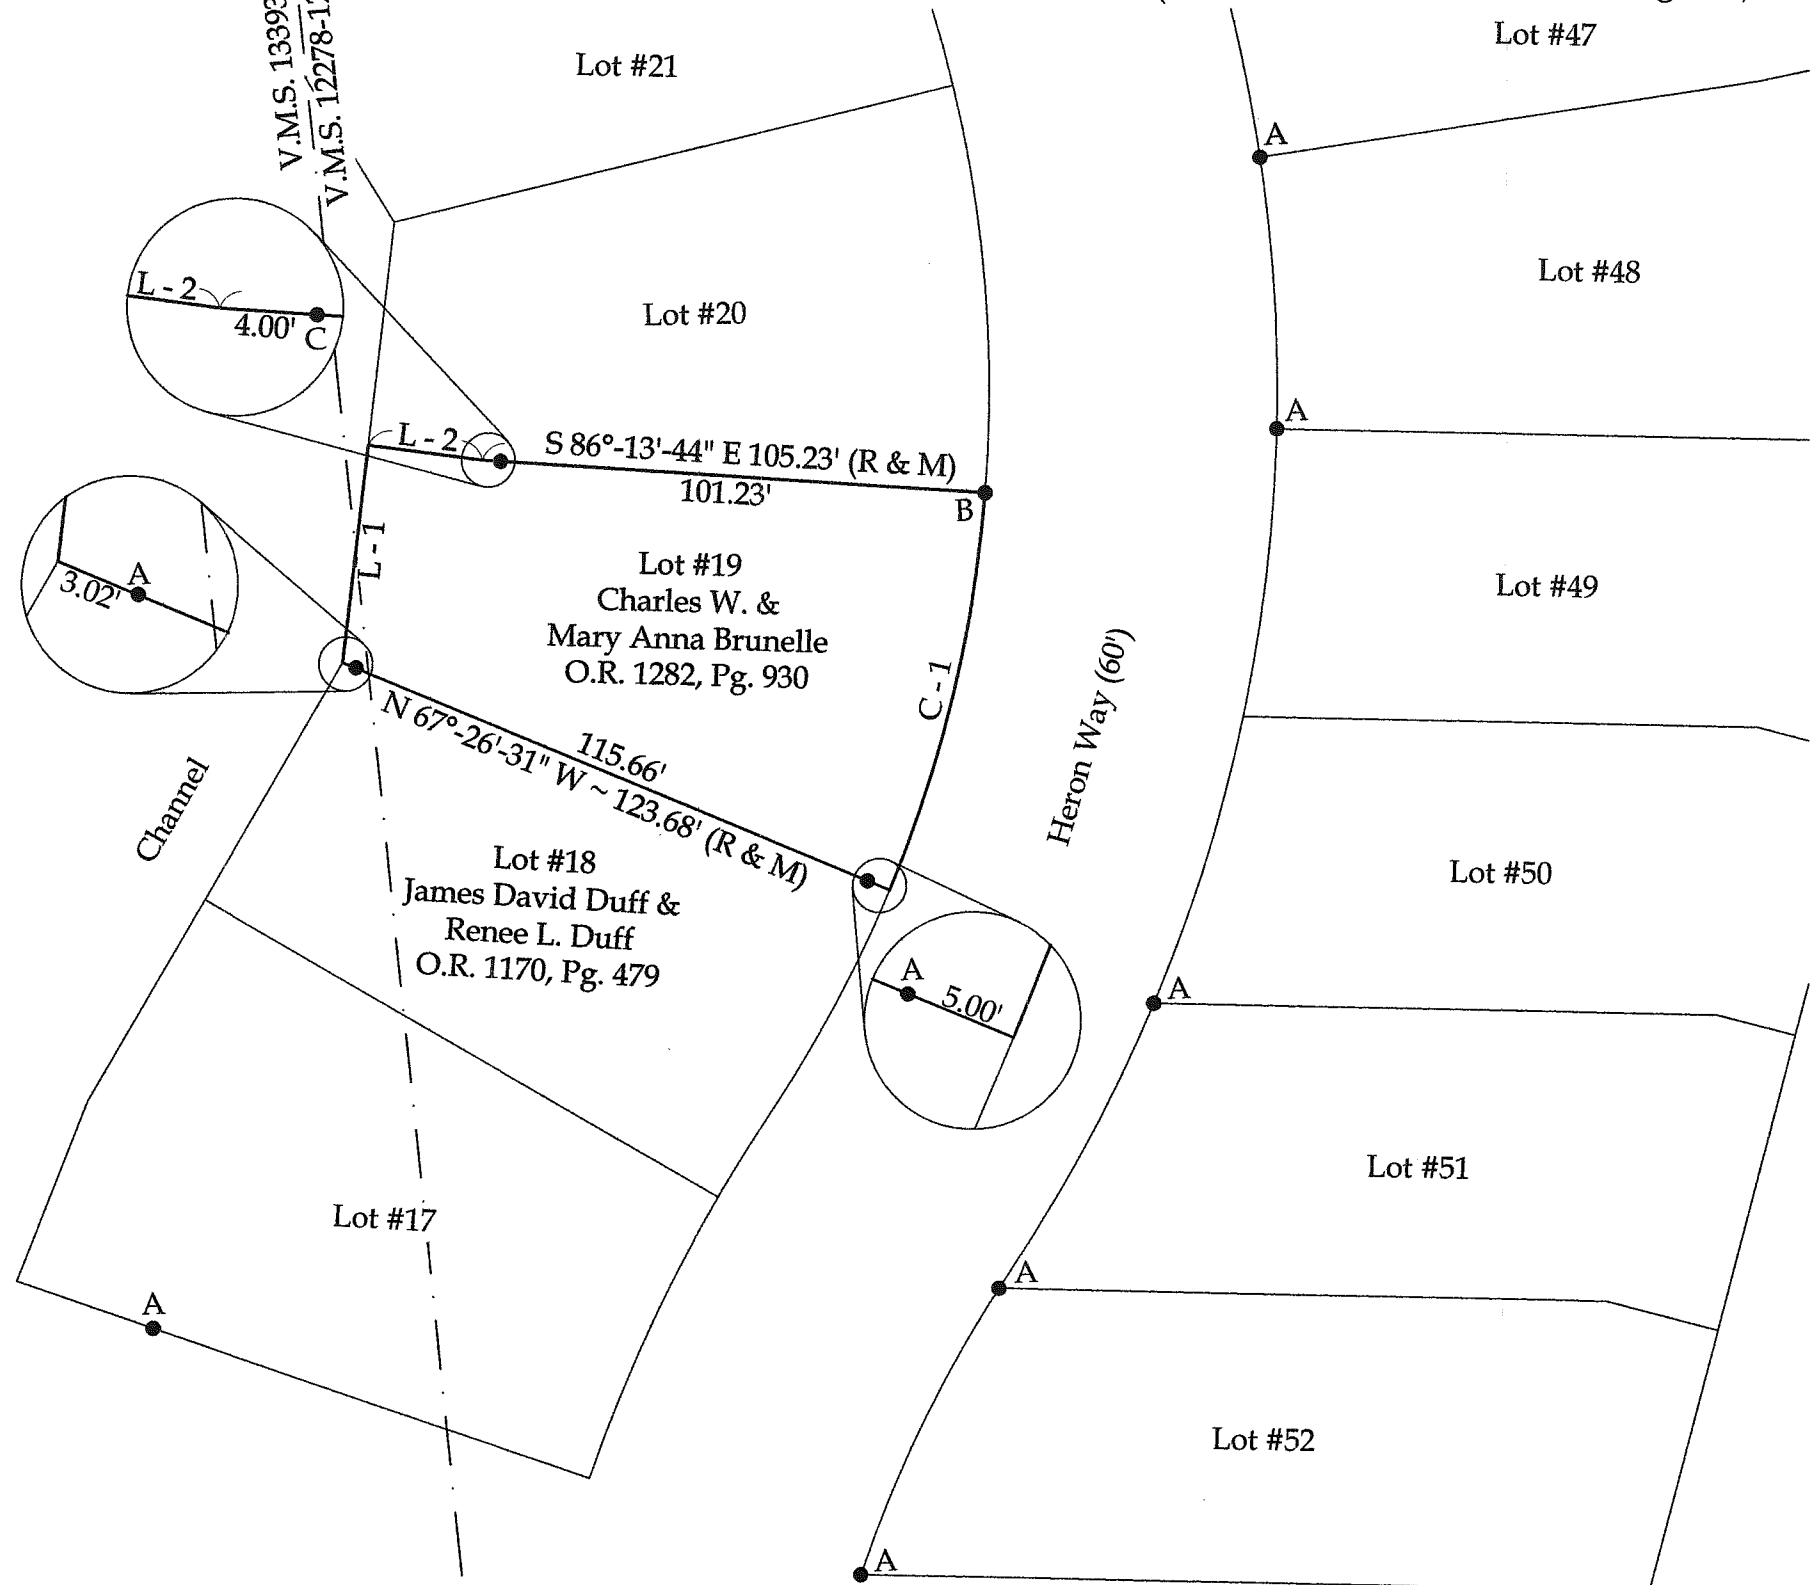 Lot #47
V.M.S. 13393
V.M.S. 12278-12
Lot #21
A
Lot #48
L - 2
4.00'
C
Lot #20
A
L - 2
S 86°-13'-44" E 105.23' (R & M)
101.23'
B
A
3.02'
L - 1
Lot #19
Charles W. &
Mary Anna Brunelle
O.R. 1282, Pg. 930
C - 1
Heron Way (60')
Lot #49
N 67°-26'-31" W ~ 123.68' (R & M)
115.66'
Channel
Lot #18
James David Duff &
Renee L. Duff
O.R. 1170, Pg. 479
Lot #50
A
5.00'
A
Lot #51
Lot #17
A
A
Lot #52
A